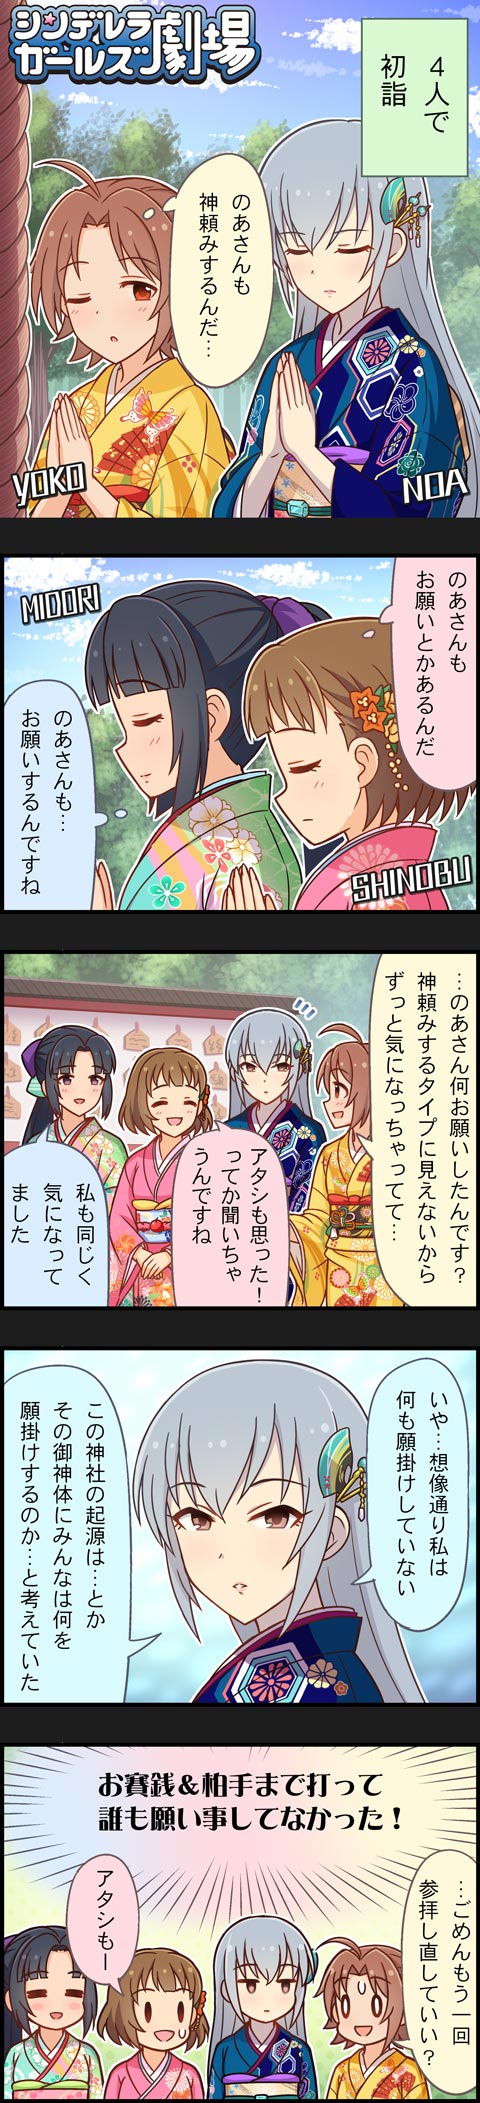 シンデレラ
ガールズ劇場
４人で
初詣
のあさんも
神頼みするんだ…
YOKO
NOA
MIDORI
のあさんも
お願いとかあるんだ
のあさんも…
お願いするんですね
SHINOBU
…のあさん何お願いしたんです？
神頼みするタイプに見えないから
ずっと気になっちゃってて…
アタシも思った！
ってか聞いちゃ
うんですね
私も同じく
気になって
ました
いや…想像通り私は
何も願掛けしていない
この神社の起源は…とか
その御神体にみんなは何を
願掛けするのか…と考えていた
お賽銭＆柏手まで打って
誰も願い事してなかった！
…ごめんもう一回
参拝し直していい？
アタシもー